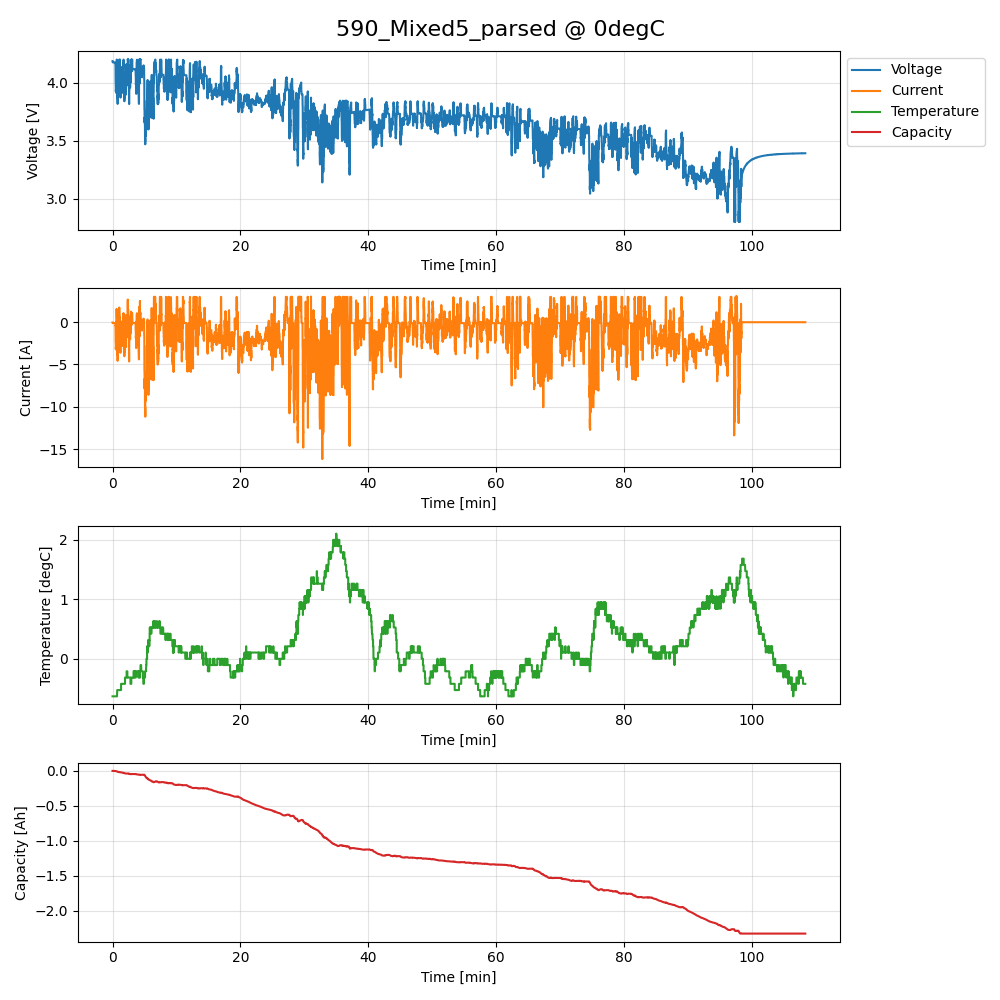 590_Mixed5_parsed @ 0degC
Voltage [V]
4.0
3.5
3.0
0 20 40 60 80 100
Time [min]
Voltage
Current
Temperature
Capacity
Current [A]
0
−5
−10
−15
0 20 40 60 80 100
Time [min]
Temperature [degC]
2
1
0
0 20 40 60 80 100
Time [min]
Capacity [Ah]
0.0
−0.5
−1.0
−1.5
−2.0
0 20 40 60 80 100
Time [min]